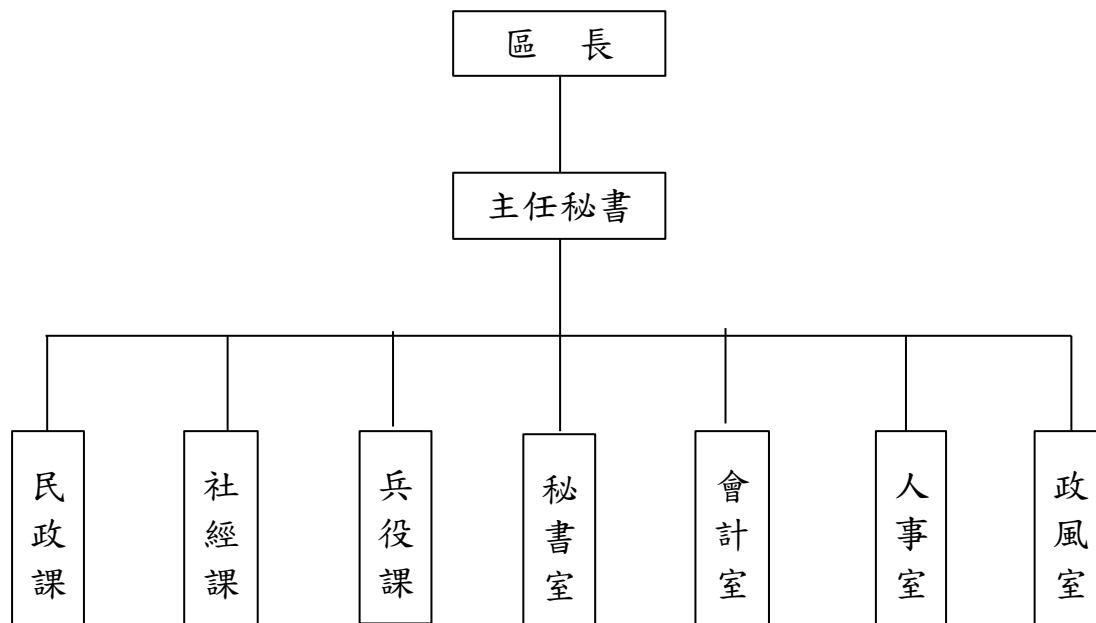 區 長
主任秘書
民政課
社經課
兵役課
秘書室
會計室
人事室
政風室